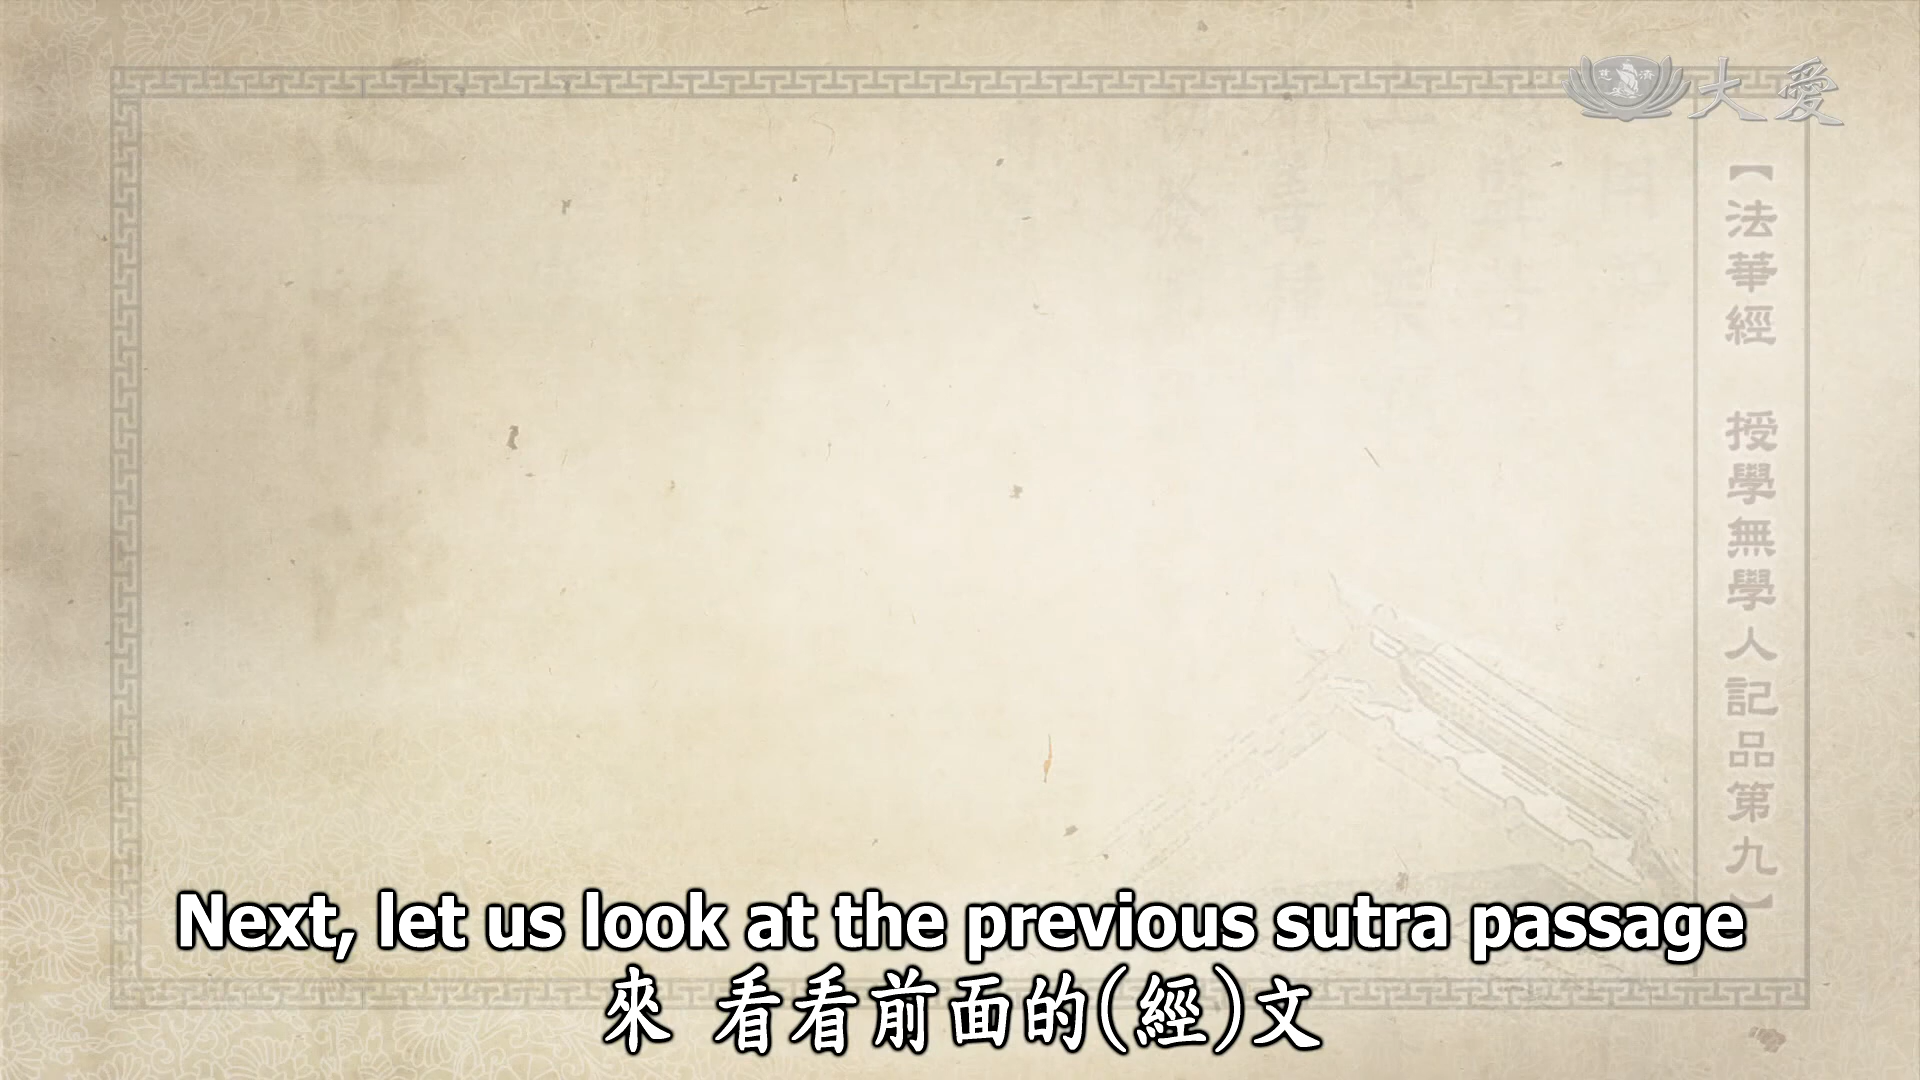 大愛
【法華經 授學無學人記品第九】
Next, let us look at the previous sutra passage
來 看看前面的(經)文